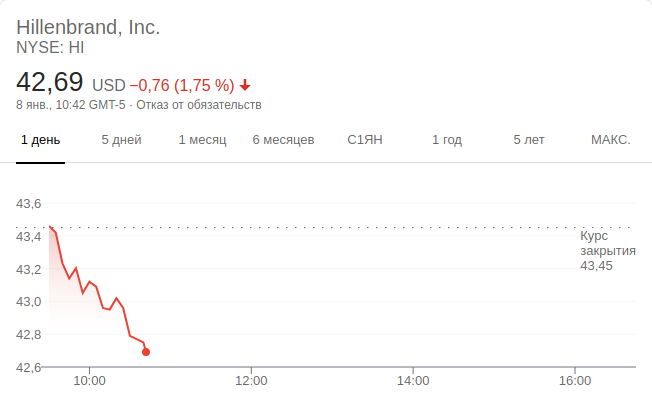 Hillenbrand, Inc.
NYSE: HI
42,69 USD −0,76 (1,75 %)
8 янв., 10:42 GMT-5 · Отказ от обязательств
1 день 5 дней 1 месяц 6 месяцев С1ЯН 1 год 5 лет МАКС.
43,6
43,4
43,2
43,0
42,8
42,6
Курс
закрытия
43,45
10:00 12:00 14:00 16:00